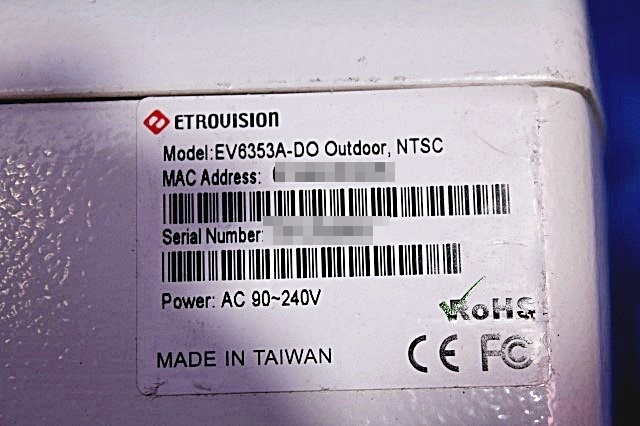 ETROVISION
Model:EV6353A-DO Outdoor, NTSC
MAC Address:
Serial Number:
Power: AC 90~240V
RoHS
MADE IN TAIWAN
CE FC